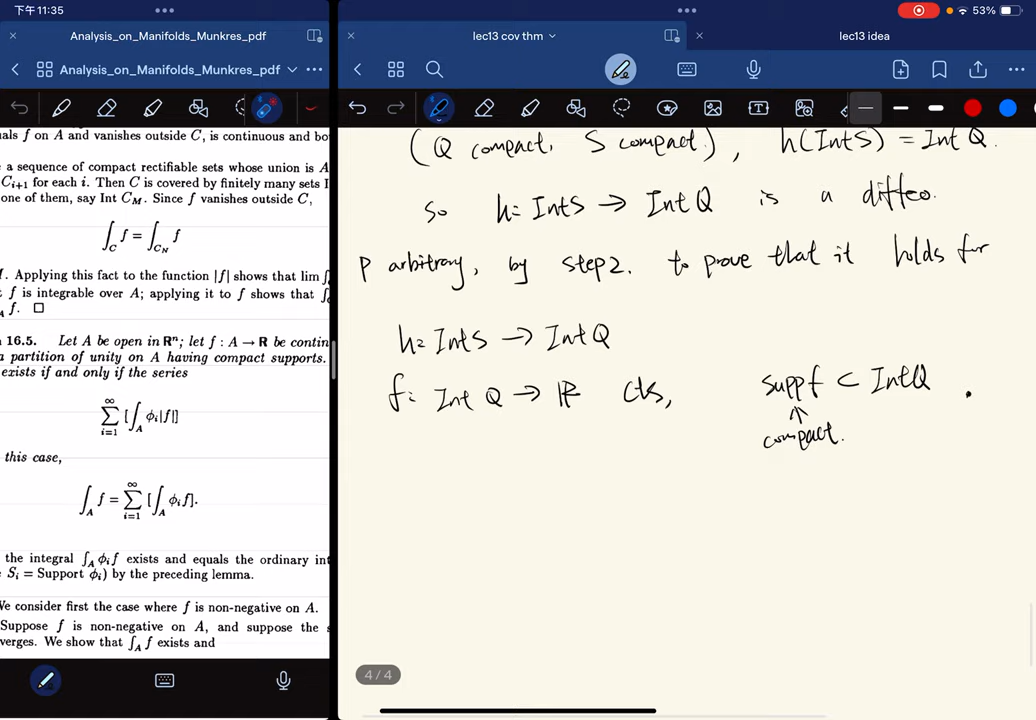 下午11:35
53%
Analysis_on_Manifolds_Munkres_pdf
Analysis_on_Manifolds_Munkres_pdf
als f on A and vanishes outside C, is continuous and bo
a sequence of compact rectifiable sets whose union is A
C_{i+1} for each i. Then C is covered by finitely many sets I
one of them, say Int C_M. Since f vanishes outside C,
∫_C f = ∫_{C_N} f
Applying this fact to the function |f| shows that lim ∫
f is integrable over A; applying it to f shows that ∫
f. □
16.5. Let A be open in R^n; let f : A → R be contin
a partition of unity on A having compact supports.
exists if and only if the series
∑_{i=1}^∞ [∫_A ϕ_i|f|]
this case,
∫_A f = ∑_{i=1}^∞ [∫_A ϕ_i f].
the integral ∫_A ϕ_i f exists and equals the ordinary int
S_i = Support ϕ_i) by the preceding lemma.
We consider first the case where f is non-negative on A.
Suppose f is non-negative on A, and suppose the s
verges. We show that ∫_A f exists and
lec13 cov thm
lec13 idea
(Q compact, S compact), h(Int S) = Int Q.
so h: Int S → Int Q is a diffeo.
P arbitrary, by step 2. to prove that it holds for
h: Int S → Int Q
f: Int Q → ℝ cts, supp f ⊂ Int Q.
↑
compact.
4/4